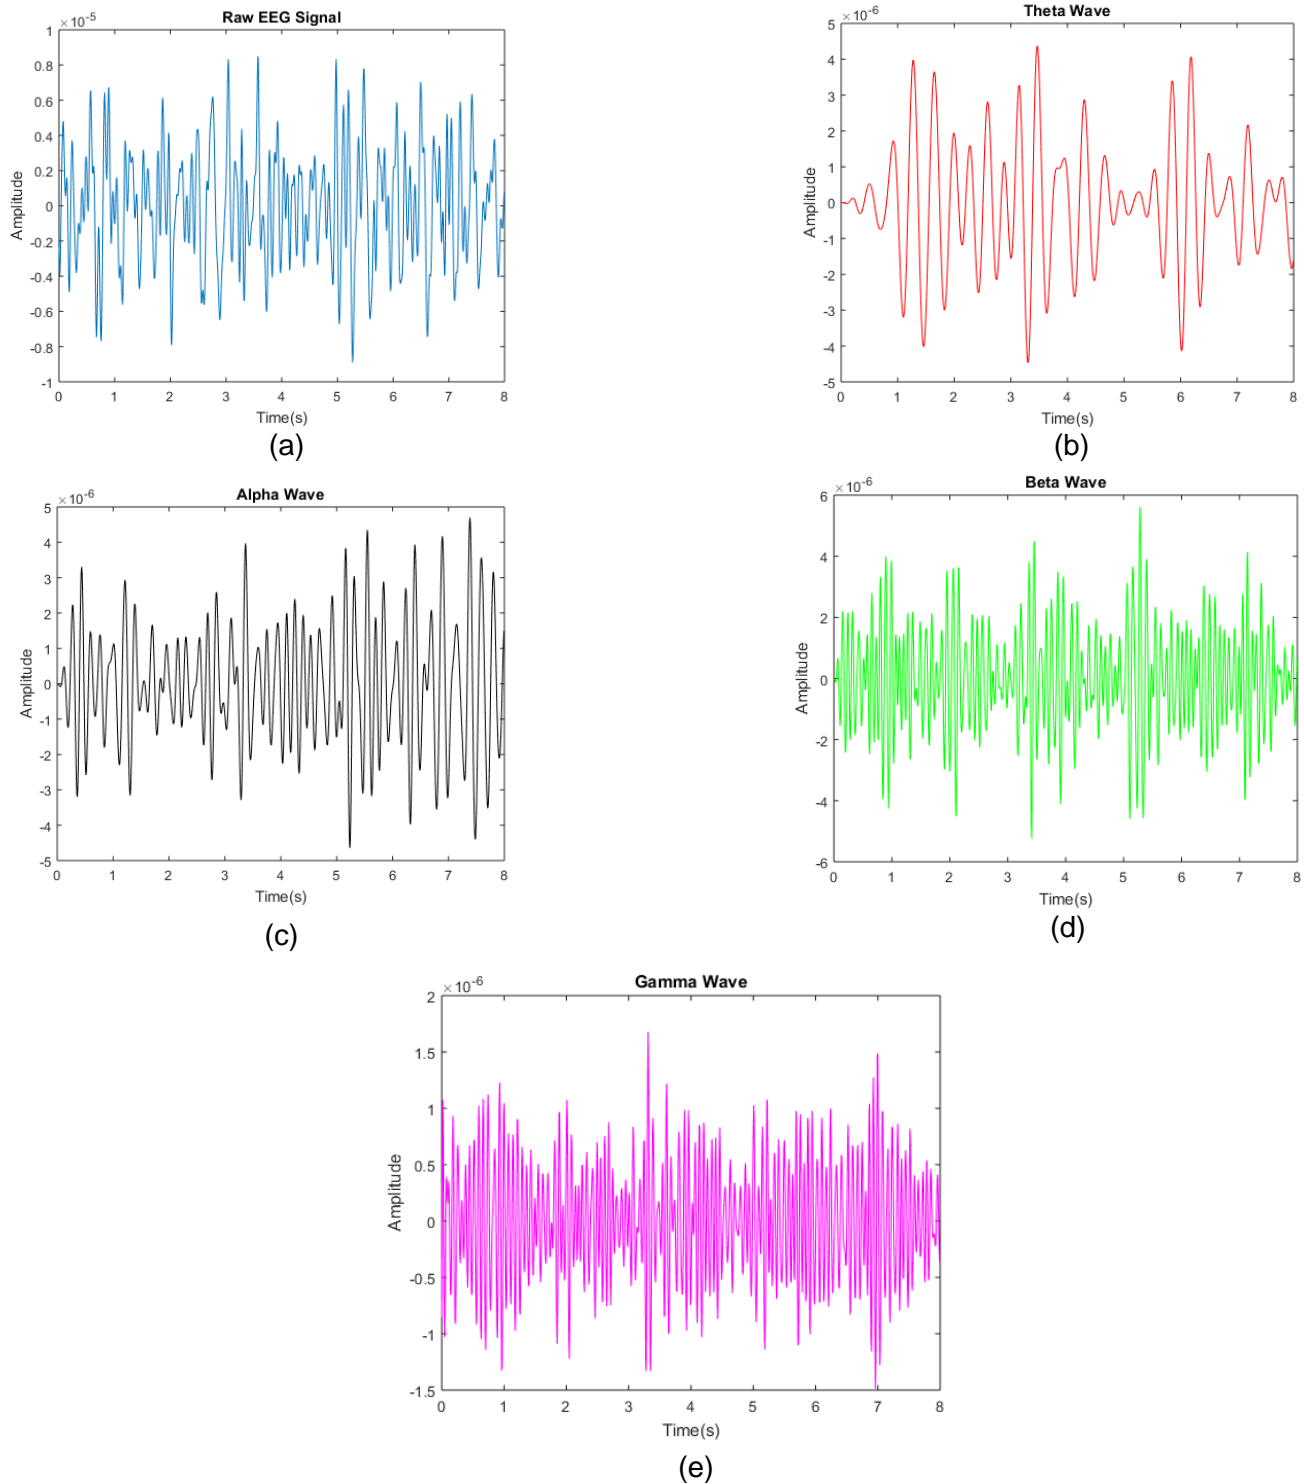 Raw EEG Signal
×10-5
1
0.8
0.6
0.4
0.2
0
-0.2
-0.4
-0.6
-0.8
-1
Amplitude
0 1 2 3 4 5 6 7 8
Time(s)
(a)
Theta Wave
×10-6
5
4
3
2
1
0
-1
-2
-3
-4
-5
Amplitude
0 1 2 3 4 5 6 7 8
Time(s)
(b)
Alpha Wave
×10-6
5
4
3
2
1
0
-1
-2
-3
-4
-5
Amplitude
0 1 2 3 4 5 6 7 8
Time(s)
(c)
Beta Wave
×10-6
6
4
2
0
-2
-4
-6
Amplitude
0 1 2 3 4 5 6 7 8
Time(s)
(d)
Gamma Wave
×10-6
2
1.5
1
0.5
0
-0.5
-1
-1.5
Amplitude
0 1 2 3 4 5 6 7 8
Time(s)
(e)